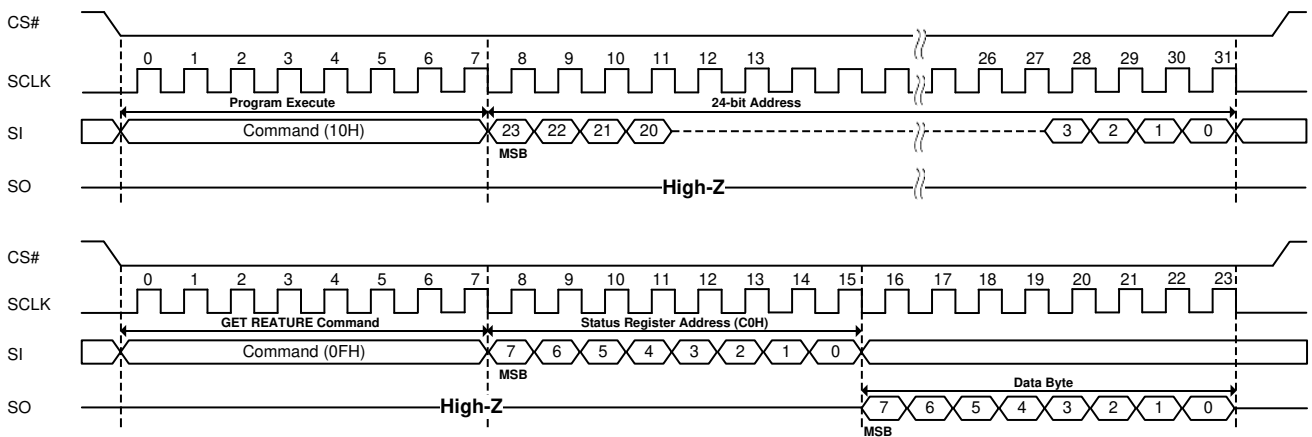 CS#
0 1 2 3 4 5 6 7 8 9 10 11 12 13 26 27 28 29 30 31
SCLK
Program Execute 24-bit Address
SI Command (10H) 23 22 21 20 3 2 1 0
MSB
SO High-Z
CS#
0 1 2 3 4 5 6 7 8 9 10 11 12 13 14 15 16 17 18 19 20 21 22 23
SCLK
GET REATURE Command Status Register Address (C0H)
SI Command (0FH) 7 6 5 4 3 2 1 0
MSB Data Byte
SO High-Z 7 6 5 4 3 2 1 0
MSB